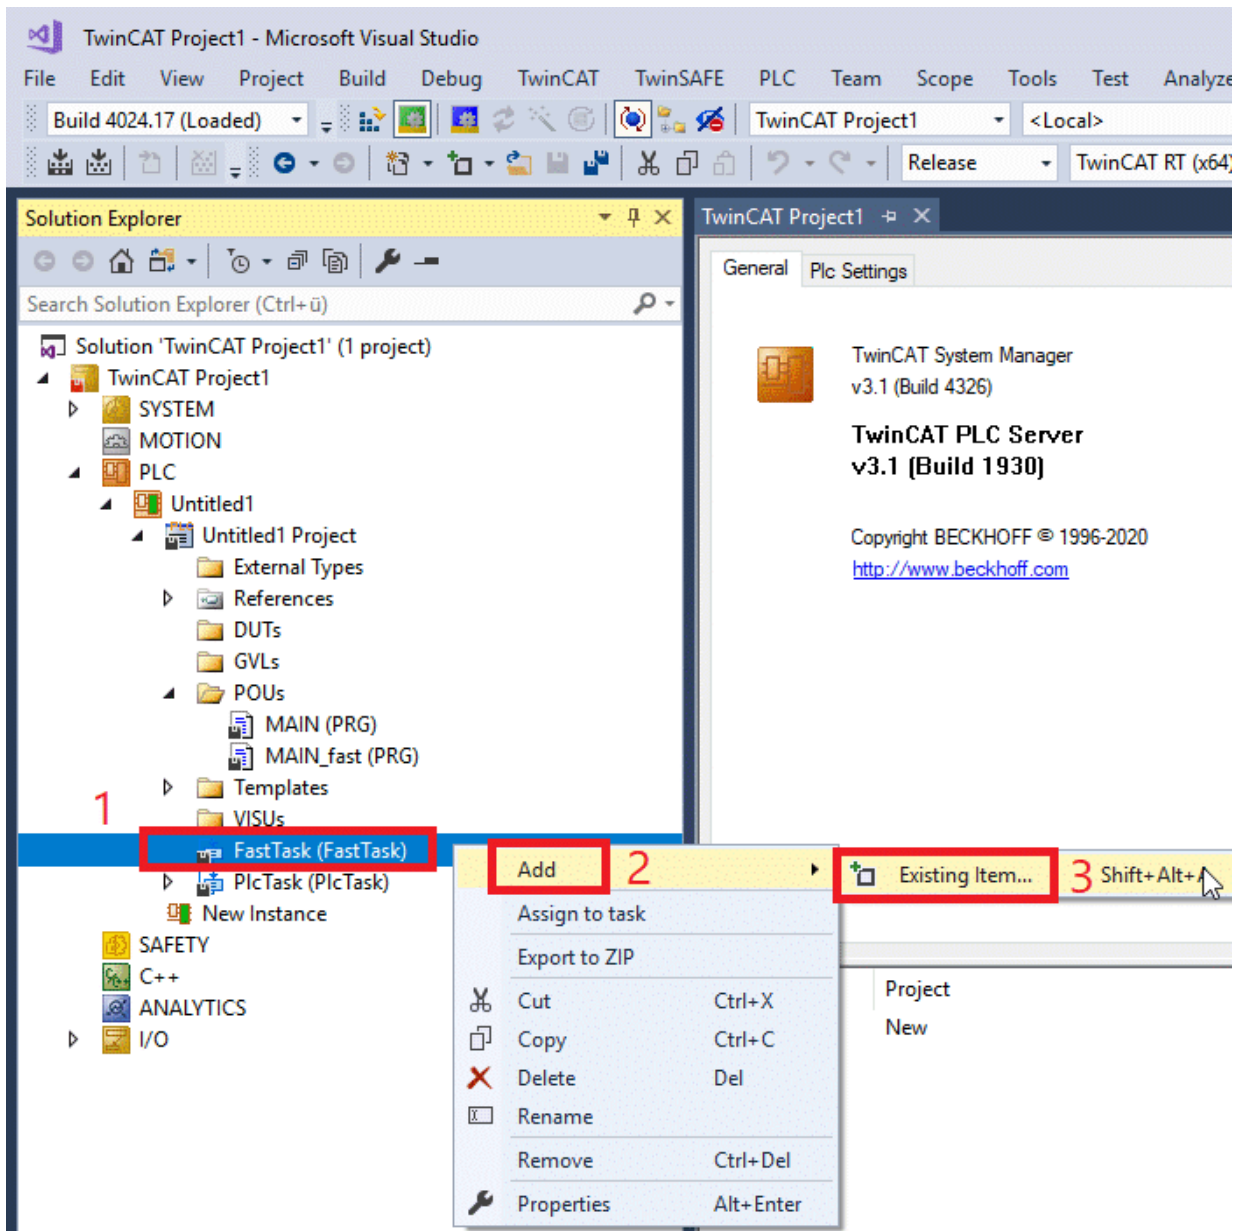 TwinCAT Project1 - Microsoft Visual Studio
File Edit View Project Build Debug TwinCAT TwinSAFE PLC Team Scope Tools Test Analyze
Build 4024.17 (Loaded) TwinCAT Project1 <Local>
Release TwinCAT RT (x64)
Solution Explorer
TwinCAT Project1
General Plc Settings
Search Solution Explorer (Ctrl+ü)
Solution 'TwinCAT Project1' (1 project)
TwinCAT Project1
SYSTEM
MOTION
PLC
Untitled1
Untitled1 Project
External Types
References
DUTs
GVLs
POUs
MAIN (PRG)
MAIN_fast (PRG)
Templates
VISUs
1
FastTask (FastTask)
PlcTask (PlcTask)
New Instance
SAFETY
C++
ANALYTICS
I/O
TwinCAT System Manager
v3.1 (Build 4326)
TwinCAT PLC Server
v3.1 (Build 1930)
Copyright BECKHOFF © 1996-2020
http://www.beckhoff.com
Add 2
Existing Item... 3 Shift+Alt+A
Assign to task
Export to ZIP
Cut Ctrl+X
Copy Ctrl+C
Delete Del
Rename
Remove Ctrl+Del
Properties Alt+Enter
Project
New